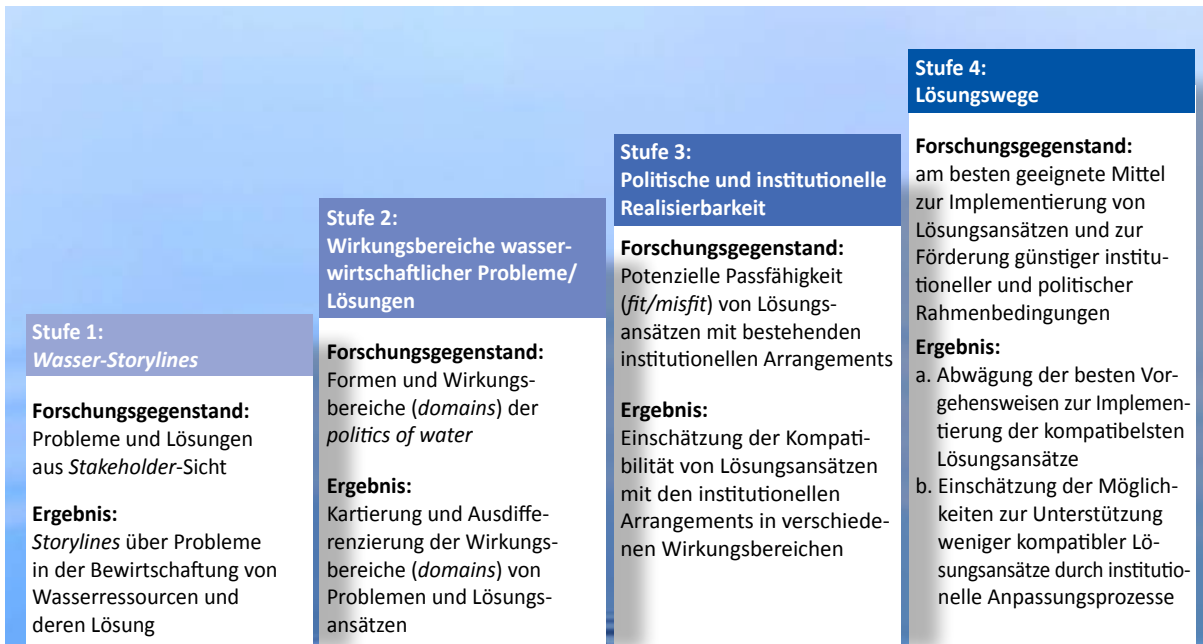 Stufe 1:
Wasser-Storylines
Forschungsgegenstand:
Probleme und Lösungen
aus Stakeholder-Sicht
Ergebnis:
Storylines über Probleme
in der Bewirtschaftung von
Wasserressourcen und
deren Lösung
Stufe 2:
Wirkungsbereiche wasser-
wirtschaftlicher Probleme/
Lösungen
Forschungsgegenstand:
Formen und Wirkungs-
bereiche (domains) der
politics of water
Ergebnis:
Kartierung und Ausdiffe-
renzierung der Wirkungs-
bereiche (domains) von
Problemen und Lösungs-
ansätzen
Stufe 3:
Politische und institutionelle
Realisierbarkeit
Forschungsgegenstand:
Potenzielle Passfähigkeit
(fit/misfit) von Lösungs-
ansätzen mit bestehenden
institutionellen Arrangements
Ergebnis:
Einschätzung der Kompati-
bilität von Lösungsansätzen
mit den institutionellen
Arrangements in verschiede-
nen Wirkungsbereichen
Stufe 4:
Lösungswege
Forschungsgegenstand:
am besten geeignete Mittel
zur Implementierung von
Lösungsansätzen und zur
Förderung günstiger institu-
tioneller und politischer
Rahmenbedingungen
Ergebnis:
a. Abwägung der besten Vor-
gehensweisen zur Implemen-
tierung der kompatibelsten
Lösungsansätze
b. Einschätzung der Möglich-
keiten zur Unterstützung
weniger kompatibler Lö-
sungsansätze durch institutio-
nelle Anpassungsprozesse